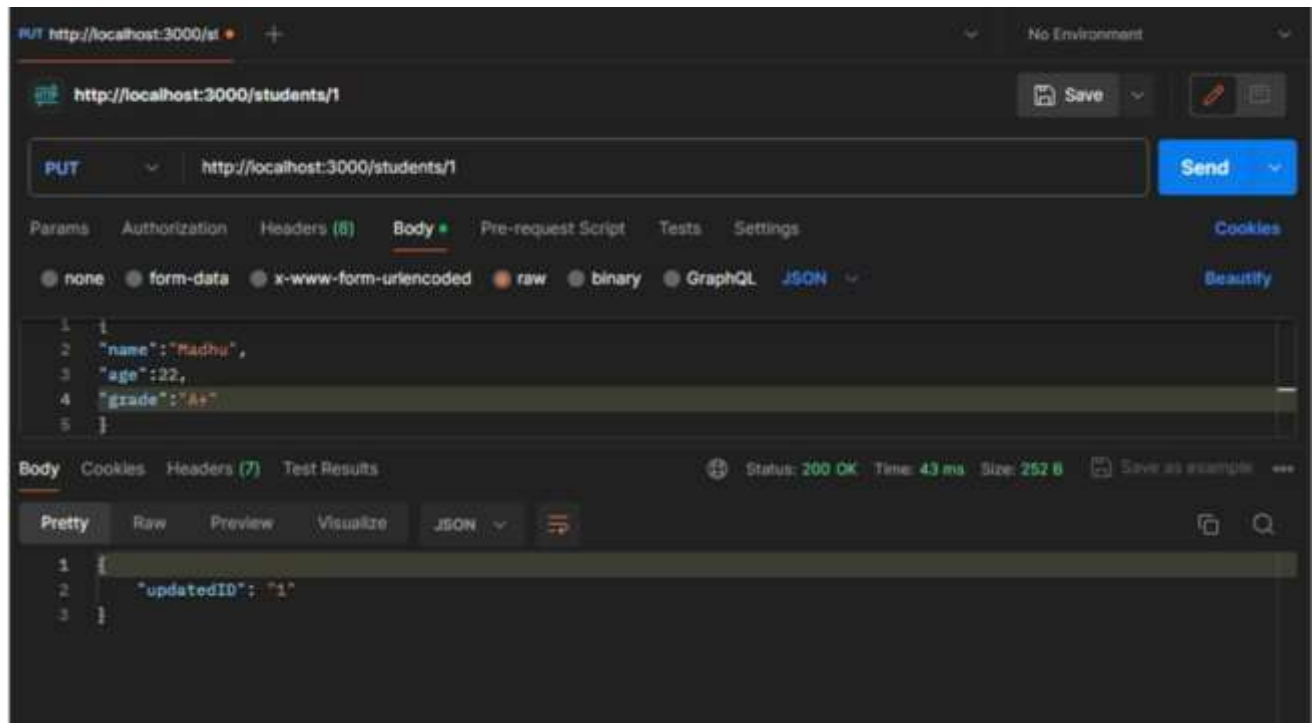 PUT http://localhost:3000/st No Environment
http://localhost:3000/students/1 Save
PUT http://localhost:3000/students/1 Send
Params Authorization Headers (8) Body Pre-request Script Tests Settings Cookies
none form-data x-www-form-urlencoded raw binary GraphQL JSON Beautify
1 {
2 "name":"Madhu",
3 "age":22,
4 "grade":"A+"
5 }
Body Cookies Headers (7) Test Results Status: 200 OK Time: 43 ms Size: 252 B Save as example
Pretty Raw Preview Visualize JSON
1 {
2 "updatedID": "1"
3 }